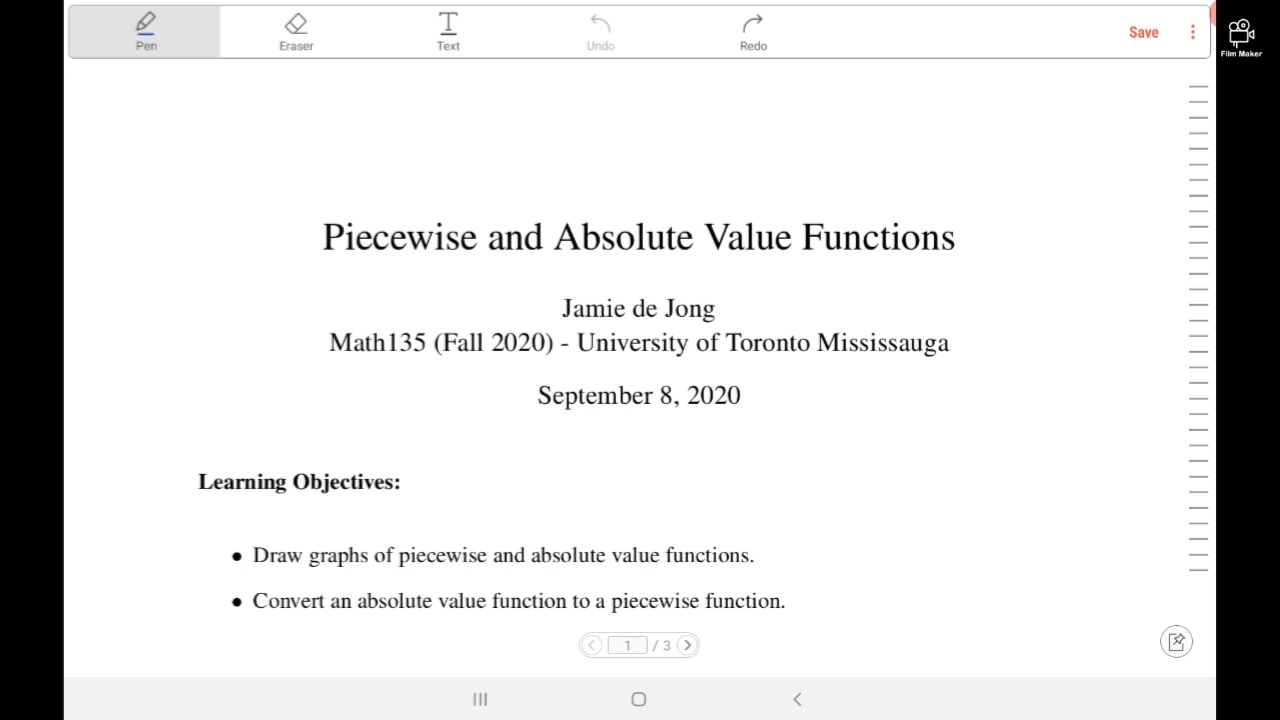 Pen
Eraser
Text
Undo
Redo
Save
Film Maker
Piecewise and Absolute Value Functions
Jamie de Jong
Math135 (Fall 2020) - University of Toronto Mississauga
September 8, 2020
Learning Objectives:
• Draw graphs of piecewise and absolute value functions.
• Convert an absolute value function to a piecewise function.
1 / 3